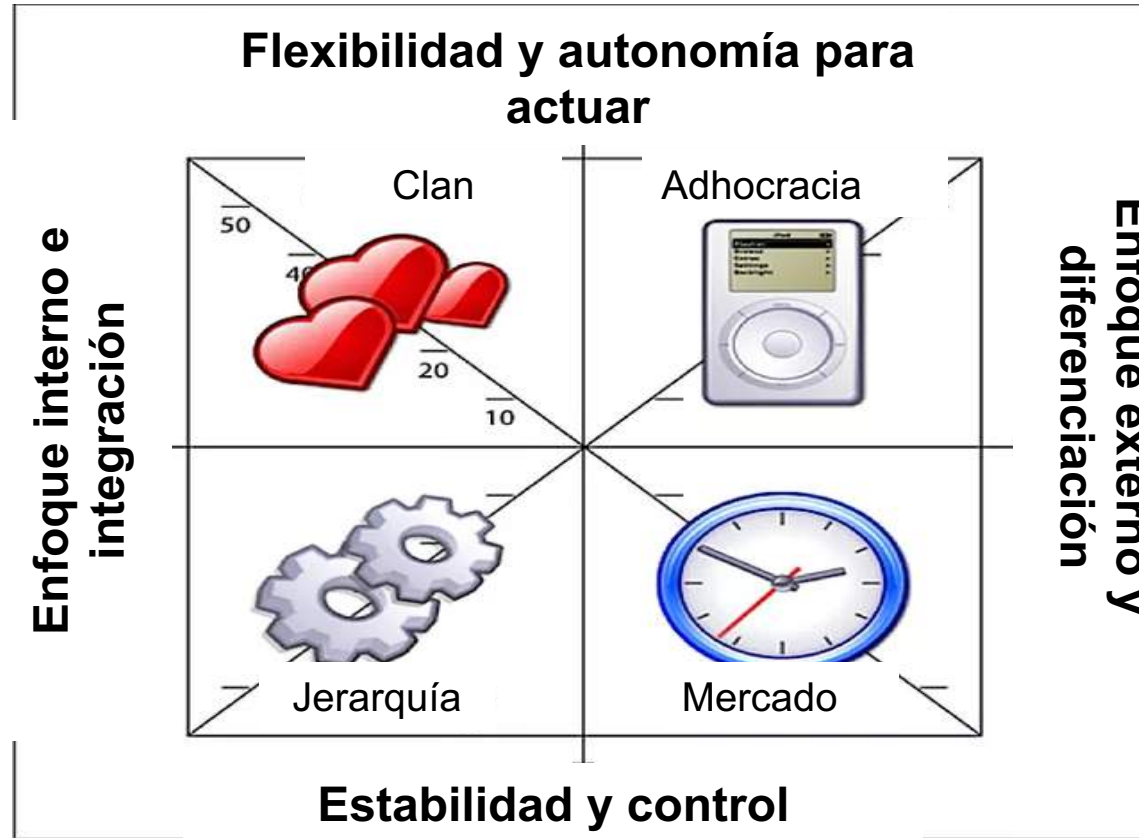 Flexibilidad y autonomía para
actuar
Clan
Adhocracia
50
20
10
Enfoque interno e
integración
Enfoque externo y
diferenciación
iPod
Jerarquía
Mercado
Estabilidad y control